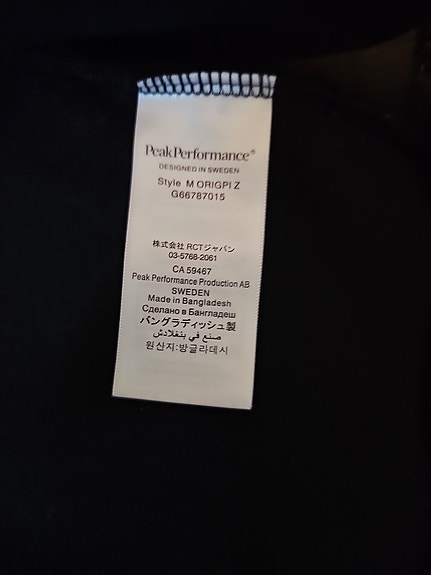 PeakPerformance®
DESIGNED IN SWEDEN
Style M ORIGPI Z
G66787015
株式会社 RCTジャパン
03-5768-2061
CA 59467
Peak Performance Production AB
SWEDEN
Made in Bangladesh
Сделано в Бангладеш
バングラディッシュ製
صنع في بنغلادش
원산지:방글라데시